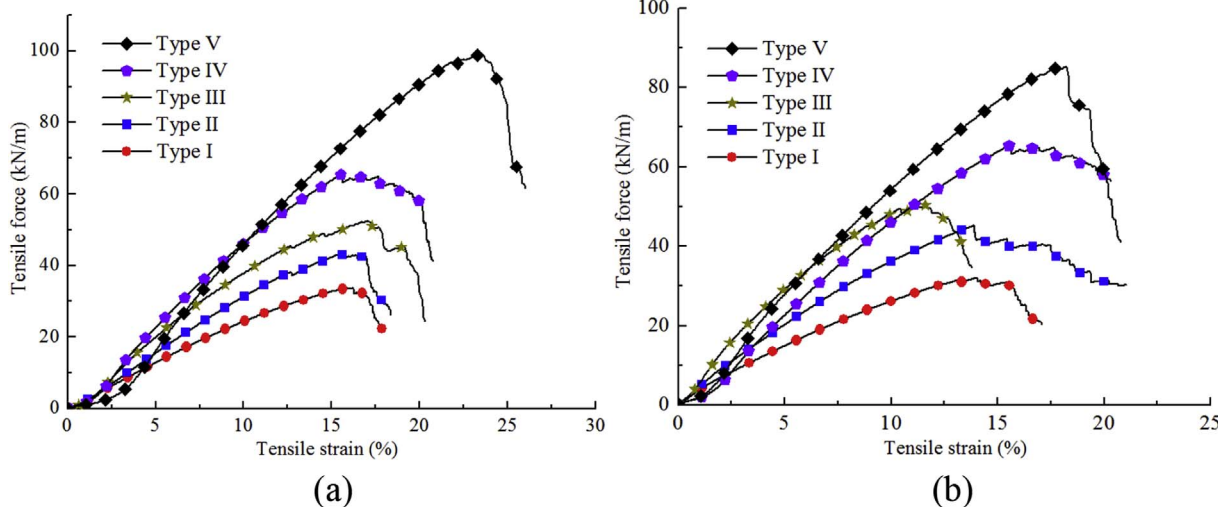 100
80
60
40
20
0
Tensile force (kN/m)
Type V
Type IV
Type III
Type II
Type I
0 5 10 15 20 25 30
Tensile strain (%)
(a)
100
80
60
40
20
0
Tensile force (kN/m)
Type V
Type IV
Type III
Type II
Type I
0 5 10 15 20 25
Tensile strain (%)
(b)